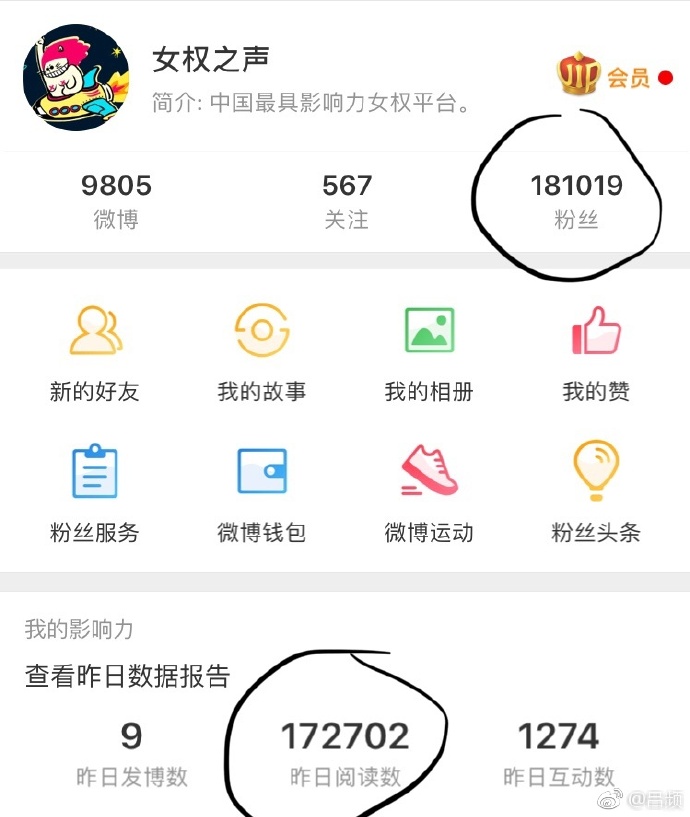 女权之声
简介: 中国最具影响力女权平台。
VIP 会员
9805 567 181019
微博 关注 粉丝
新的好友 我的故事 我的相册 我的赞
粉丝服务 微博钱包 微博运动 粉丝头条
我的影响力
查看昨日数据报告
9 172702 1274
昨日发博数 昨日阅读数 昨日互动数
@吕频